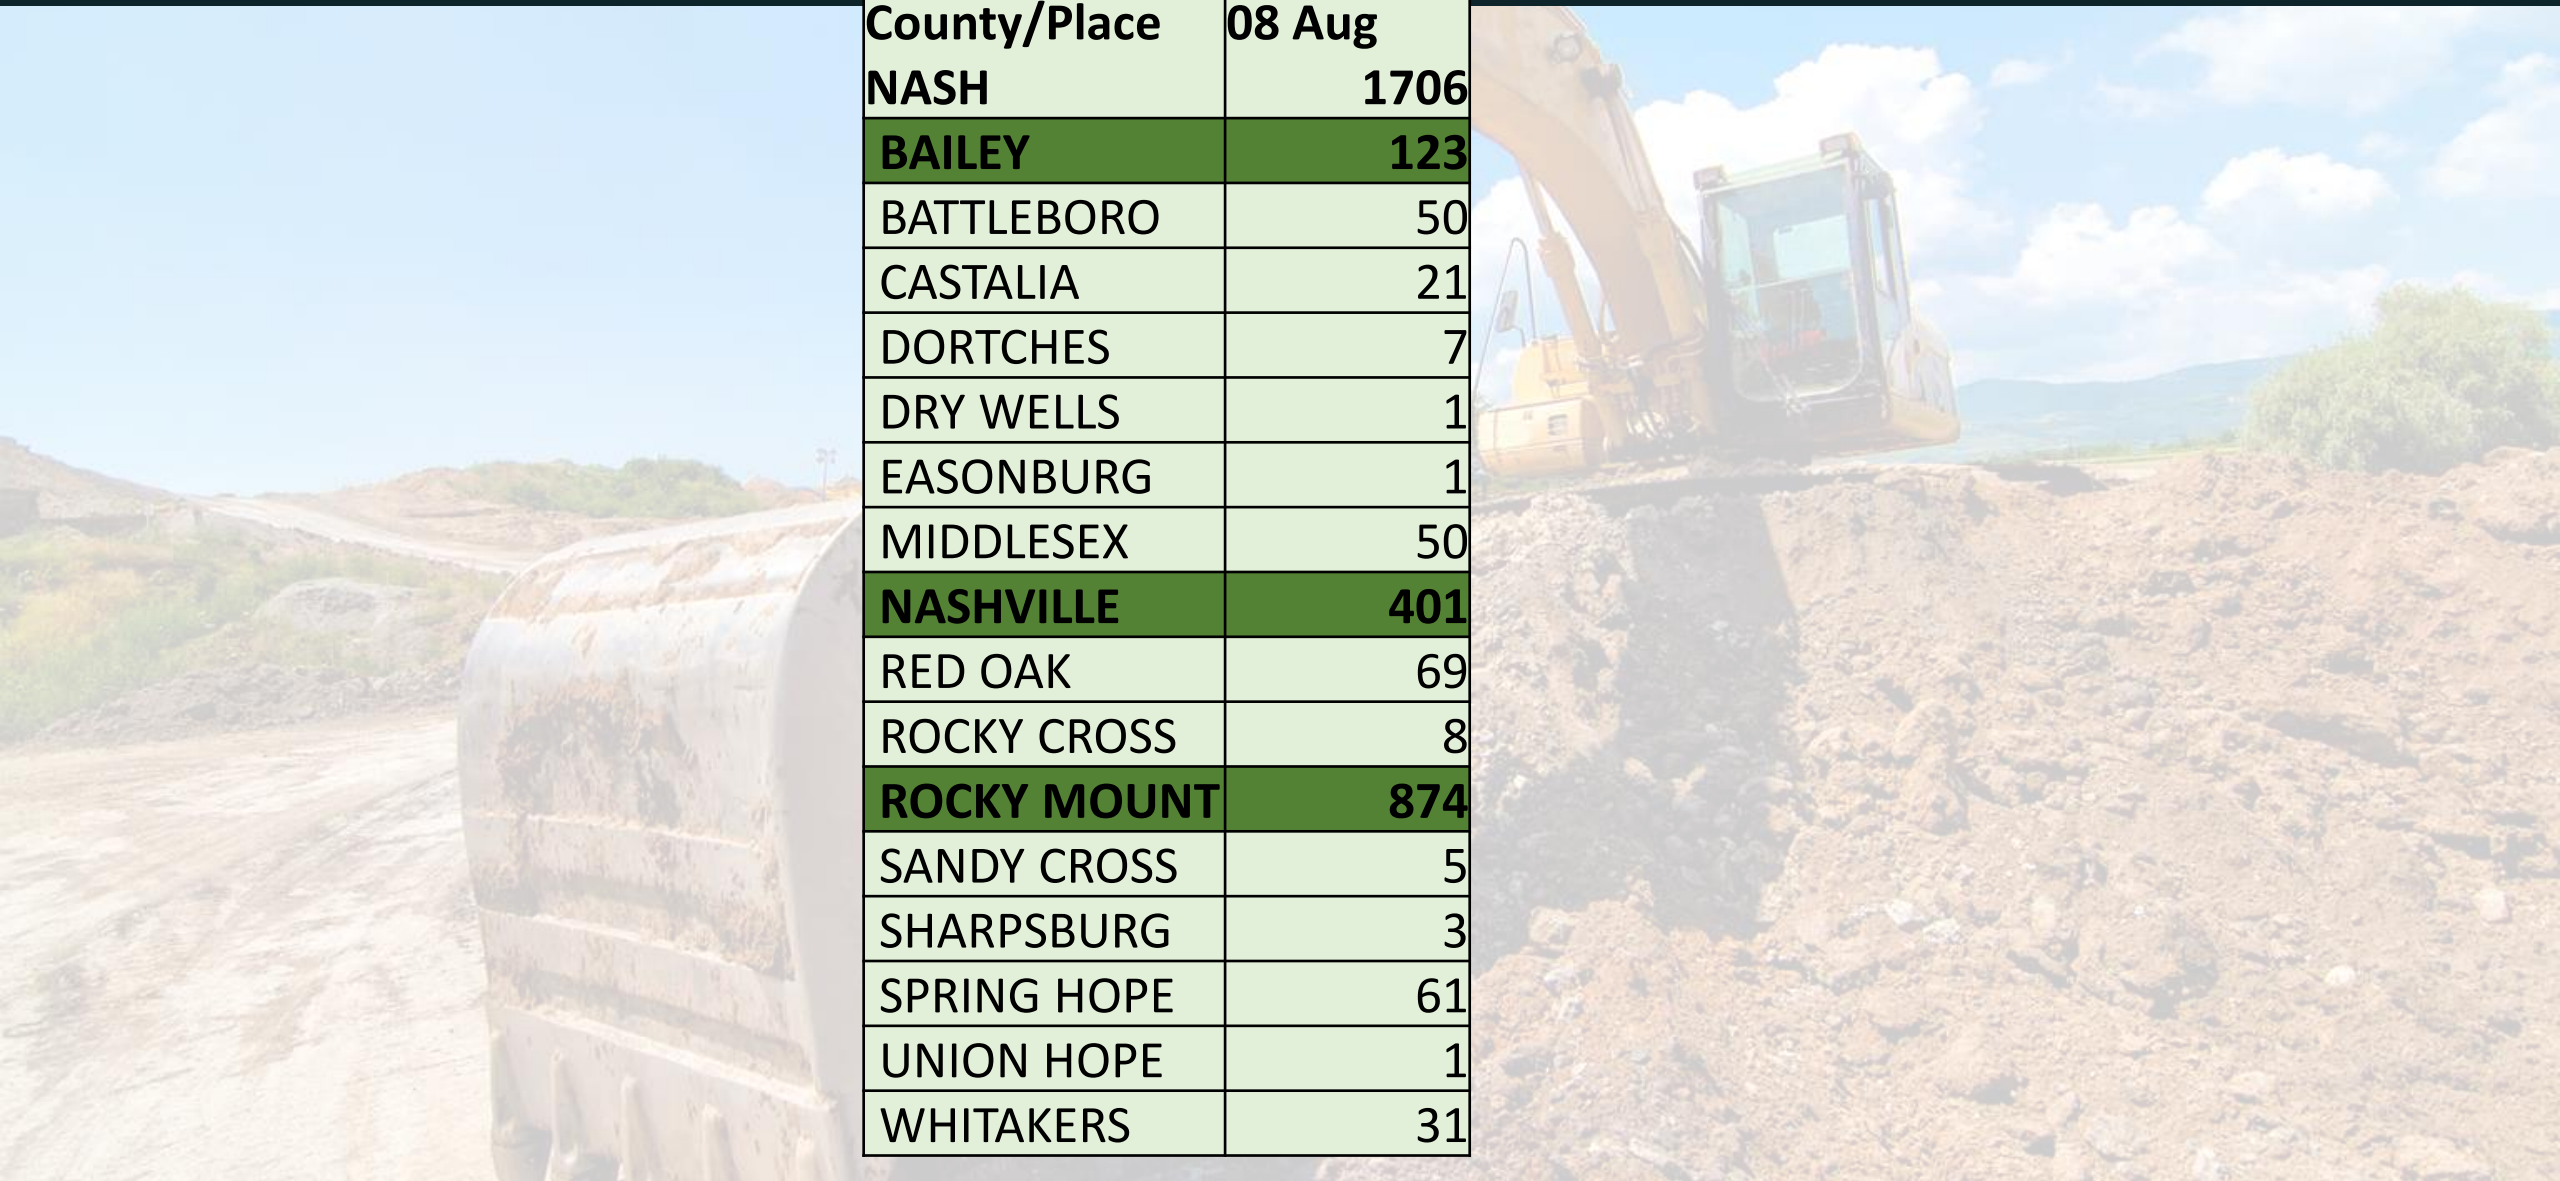 County/Place 08 Aug
NASH 1706
BAILEY 123
BATTLEBORO 50
CASTALIA 21
DORTCHES 7
DRY WELLS 1
EASONBURG 1
MIDDLESEX 50
NASHVILLE 401
RED OAK 69
ROCKY CROSS 8
ROCKY MOUNT 874
SANDY CROSS 5
SHARPSBURG 3
SPRING HOPE 61
UNION HOPE 1
WHITAKERS 31